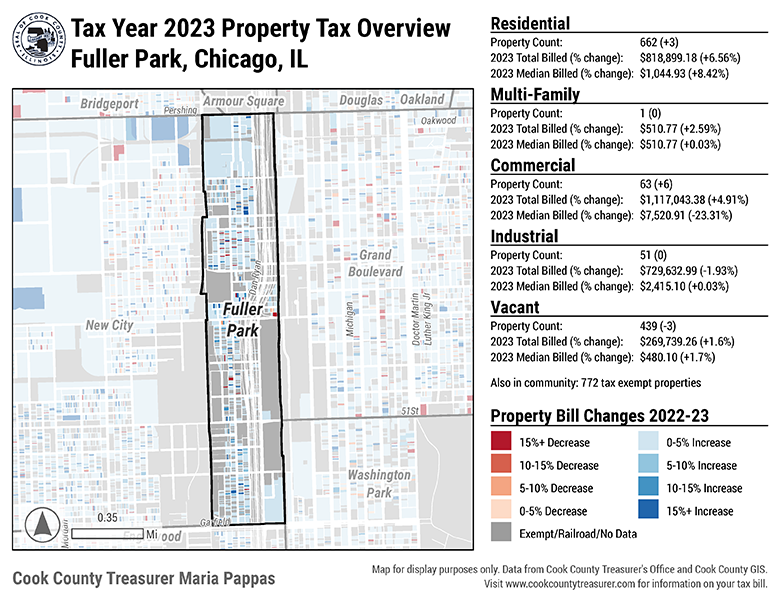 Tax Year 2023 Property Tax Overview
Fuller Park, Chicago, IL
Bridgeport
Pershing
Armour Square
Douglas
Oakland
Oakwood
Grand
Boulevard
Dan Ryan
Fuller
Park
New City
Michigan
Doctor Martin
Luther King Jr
51St
Washington
Park
Garfield
0.35
Mi
ood
Cook County Treasurer Maria Pappas
Residential
Property Count: 662 (+3)
2023 Total Billed (% change): $818,899.18 (+6.56%)
2023 Median Billed (% change): $1,044.93 (+8.42%)
Multi-Family
Property Count: 1 (0)
2023 Total Billed (% change): $510.77 (+2.59%)
2023 Median Billed (% change): $510.77 (+0.03%)
Commercial
Property Count: 63 (+6)
2023 Total Billed (% change): $1,117,043.38 (+4.91%)
2023 Median Billed (% change): $7,520.91 (-23.31%)
Industrial
Property Count: 51 (0)
2023 Total Billed (% change): $729,632.99 (-1.93%)
2023 Median Billed (% change): $2,415.10 (+0.03%)
Vacant
Property Count: 439 (-3)
2023 Total Billed (% change): $269,739.26 (+1.6%)
2023 Median Billed (% change): $480.10 (+1.7%)
Also in community: 772 tax exempt properties
Property Bill Changes 2022-23
15%+ Decrease
10-15% Decrease
5-10% Decrease
0-5% Decrease
0-5% Increase
5-10% Increase
10-15% Increase
15%+ Increase
Exempt/Railroad/No Data
Map for display purposes only. Data from Cook County Treasurer's Office and Cook County GIS.
Visit www.cookcountytreasurer.com for information on your tax bill.